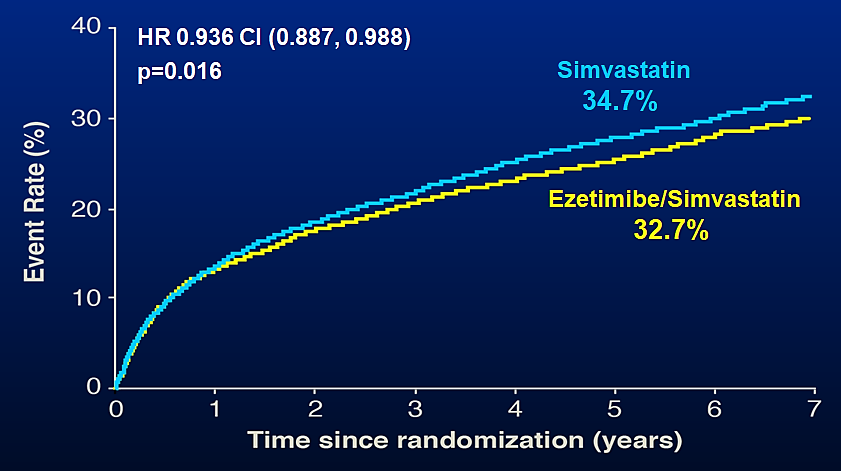 HR 0.936 CI (0.887, 0.988)
p=0.016
Simvastatin
34.7%
Ezetimibe/Simvastatin
32.7%
Event Rate (%)
40
30
20
10
0
0 1 2 3 4 5 6 7
Time since randomization (years)